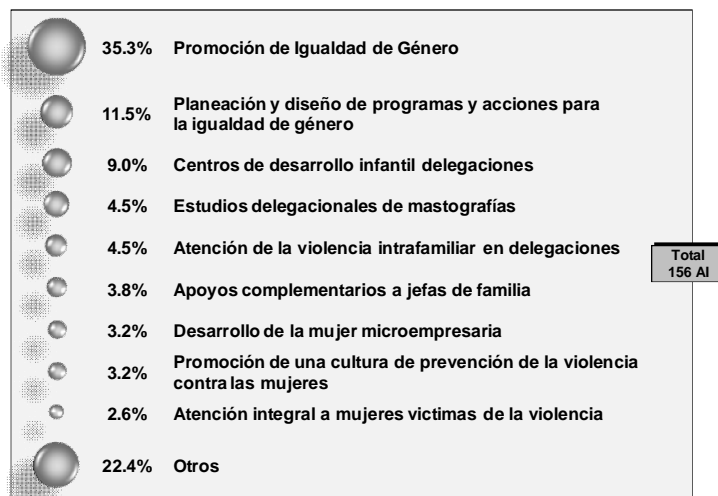 35.3% Promoción de Igualdad de Género
11.5% Planeación y diseño de programas y acciones para
la igualdad de género
9.0% Centros de desarrollo infantil delegaciones
4.5% Estudios delegacionales de mastografías
4.5% Atención de la violencia intrafamiliar en delegaciones
3.8% Apoyos complementarios a jefas de familia
3.2% Desarrollo de la mujer microempresaria
3.2% Promoción de una cultura de prevención de la violencia
contra las mujeres
2.6% Atención integral a mujeres victimas de la violencia
22.4% Otros
Total
156 AI